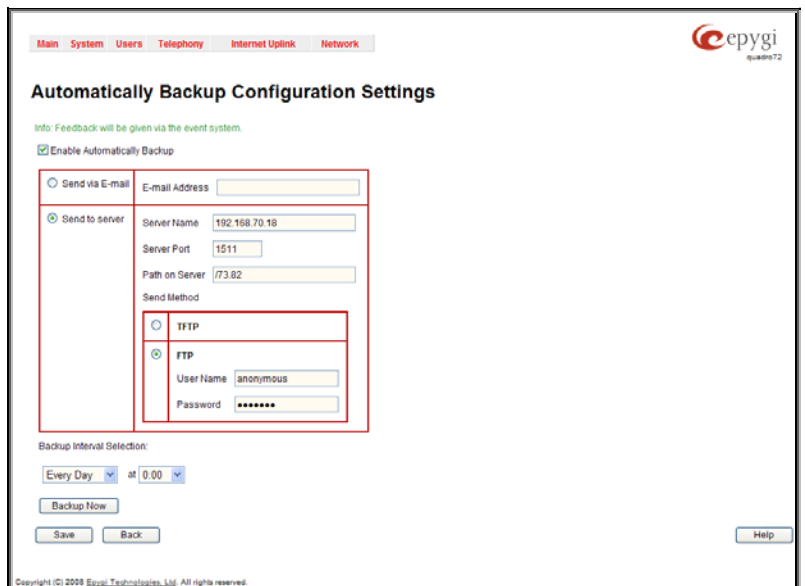 Main System Users Telephony Internet Uplink Network
epygi
quadro72
Automatically Backup Configuration Settings
Info: Feedback will be given via the event system.
Enable Automatically Backup
Send via E-mail E-mail Address
Send to server Server Name 192.168.70.18
Server Port 1511
Path on Server /73.82
Send Method
TFTP
FTP
User Name anonymous
Password •••••••
Backup Interval Selection:
Every Day at 0:00
Backup Now
Save Back Help
Copyright (C) 2008 Epygi Technologies, Ltd. All rights reserved.